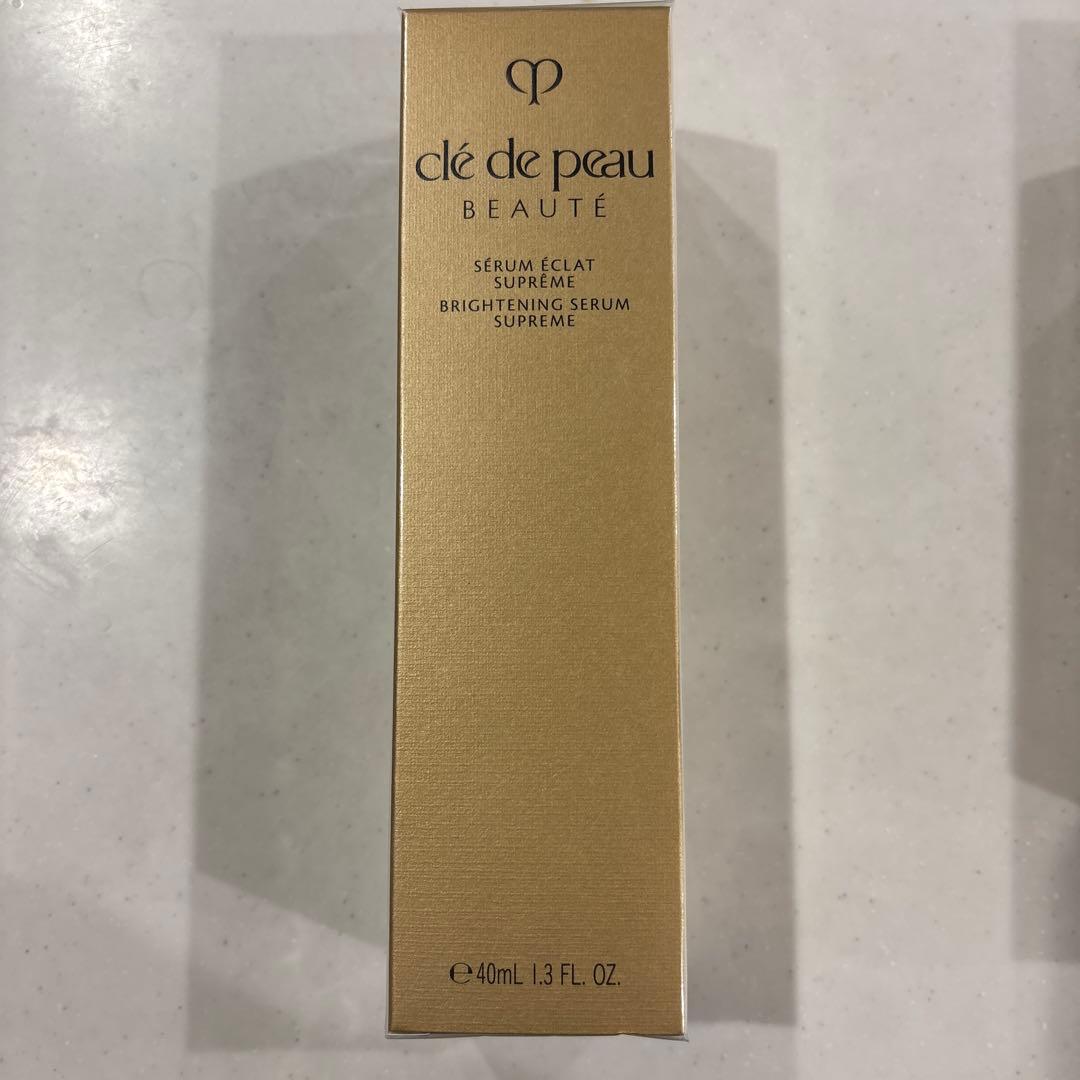 clé de peau
BEAUTÉ
SÉRUM ÉCLAT
SUPRÊME
BRIGHTENING SERUM
SUPREME
℮40mL 1.3 FL. OZ.